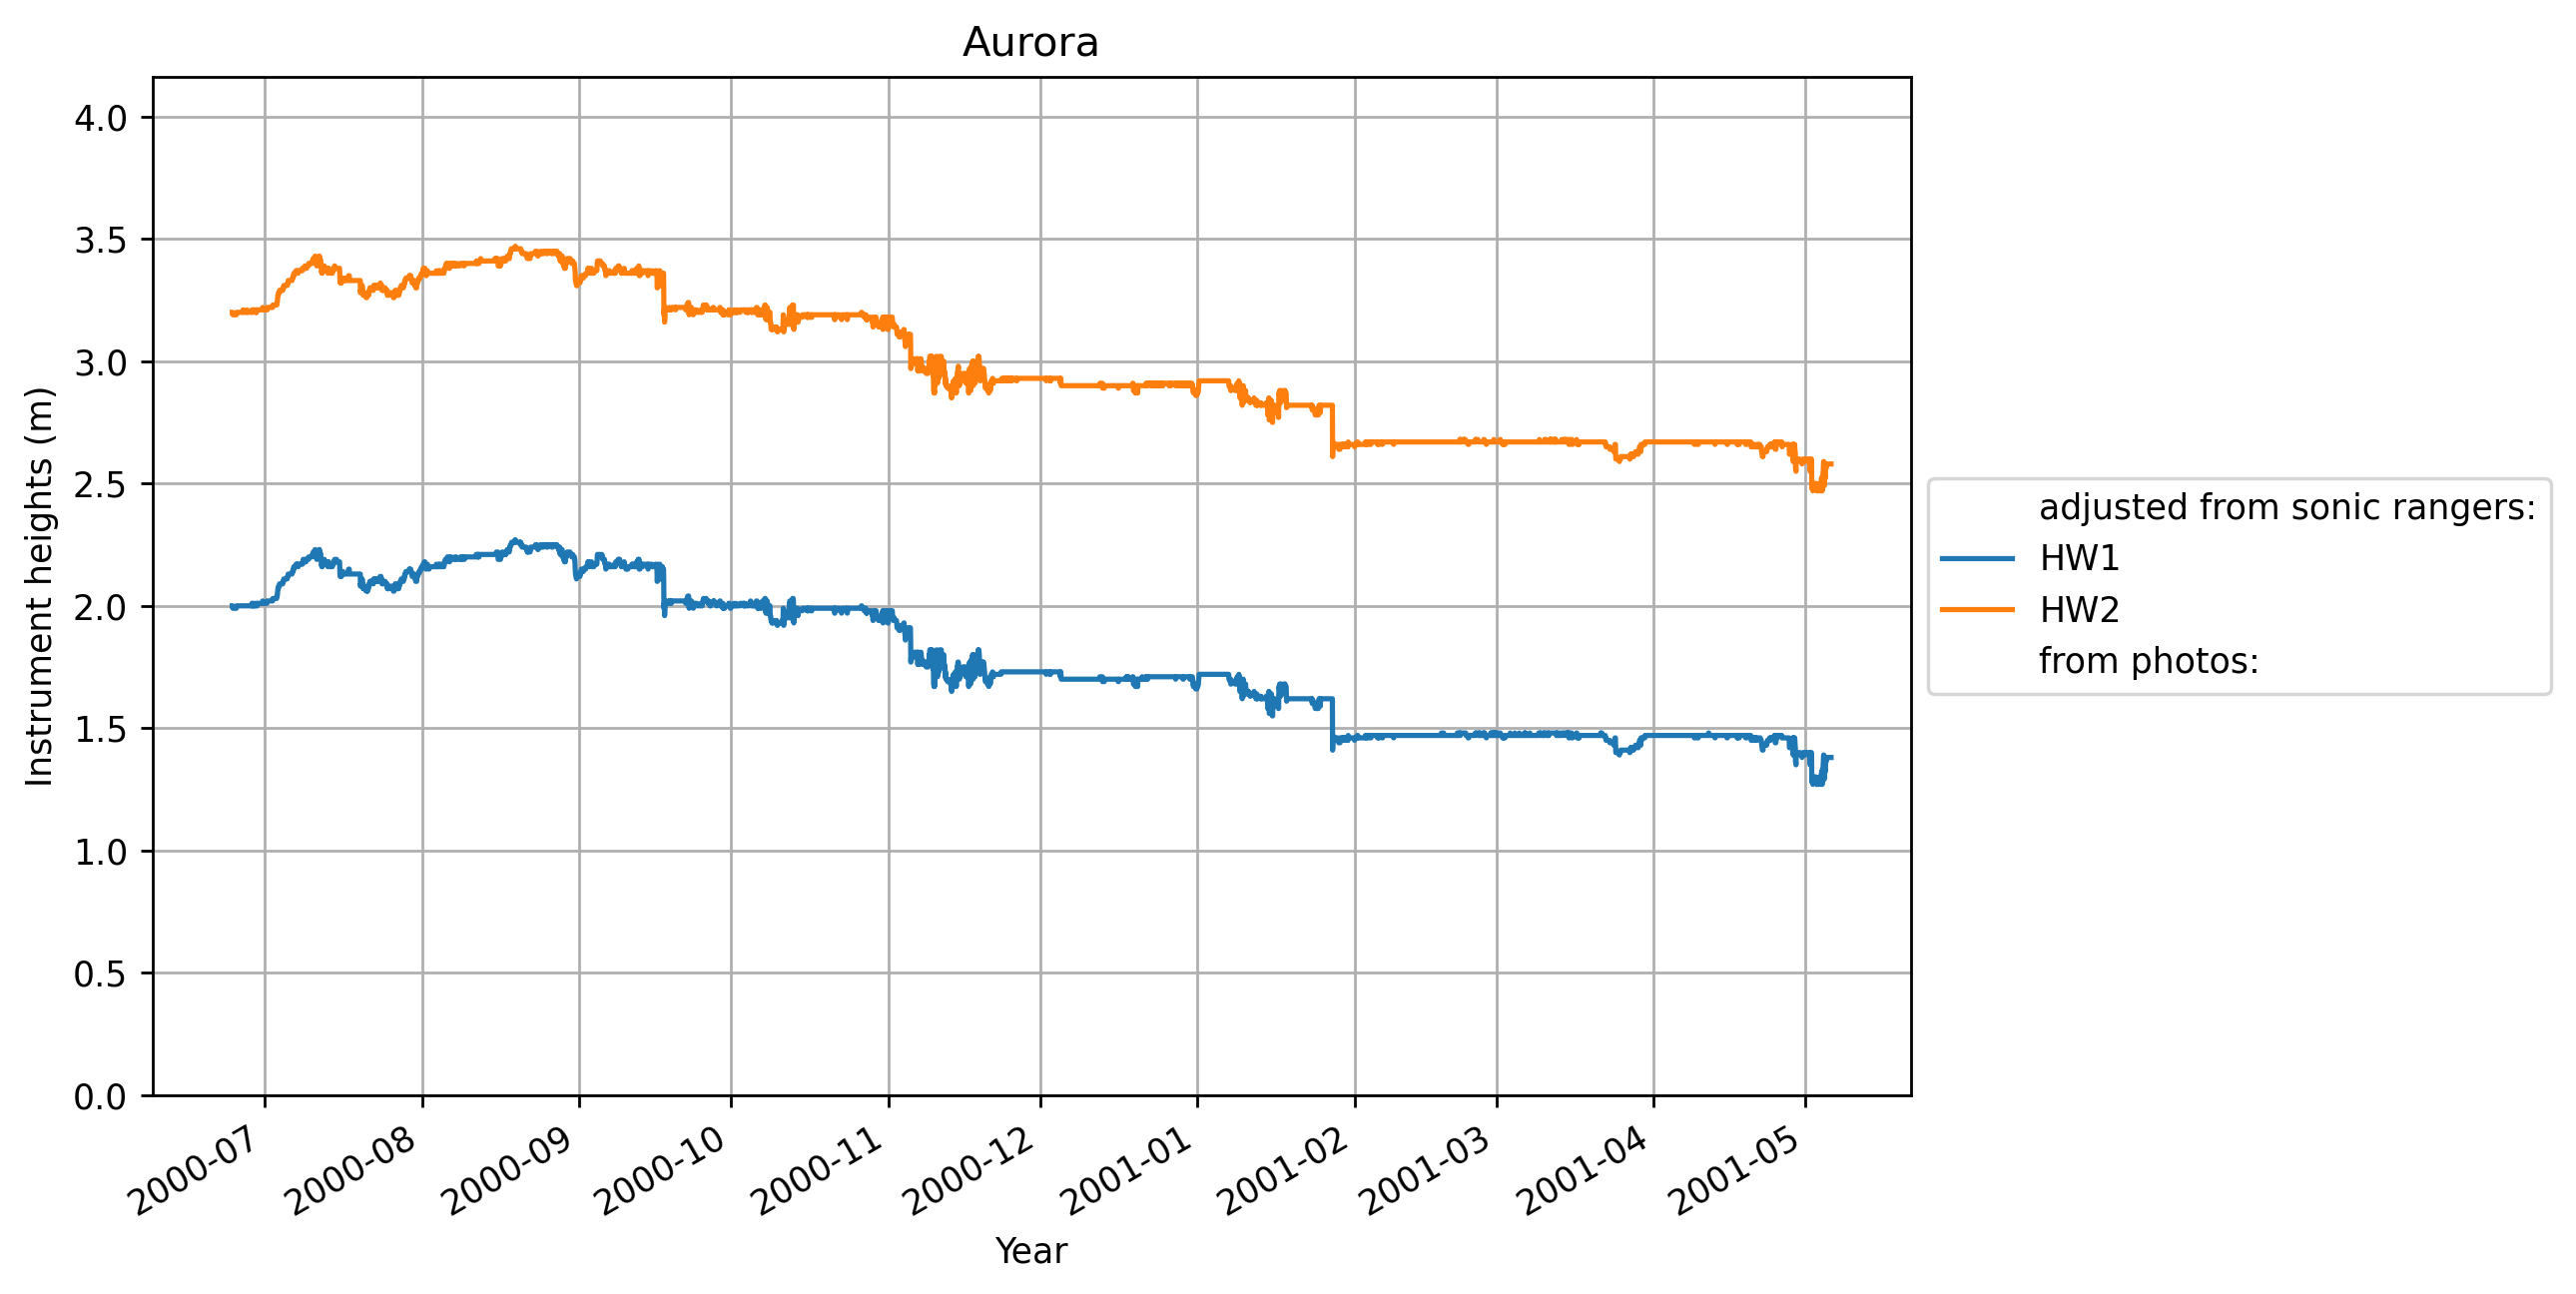 Aurora
4.0
3.5
3.0
2.5
2.0
1.5
1.0
0.5
0.0
Instrument heights (m)
2000-07
2000-08
2000-09
2000-10
2000-11
2000-12
2001-01
2001-02
2001-03
2001-04
2001-05
Year
adjusted from sonic rangers:
HW1
HW2
from photos: